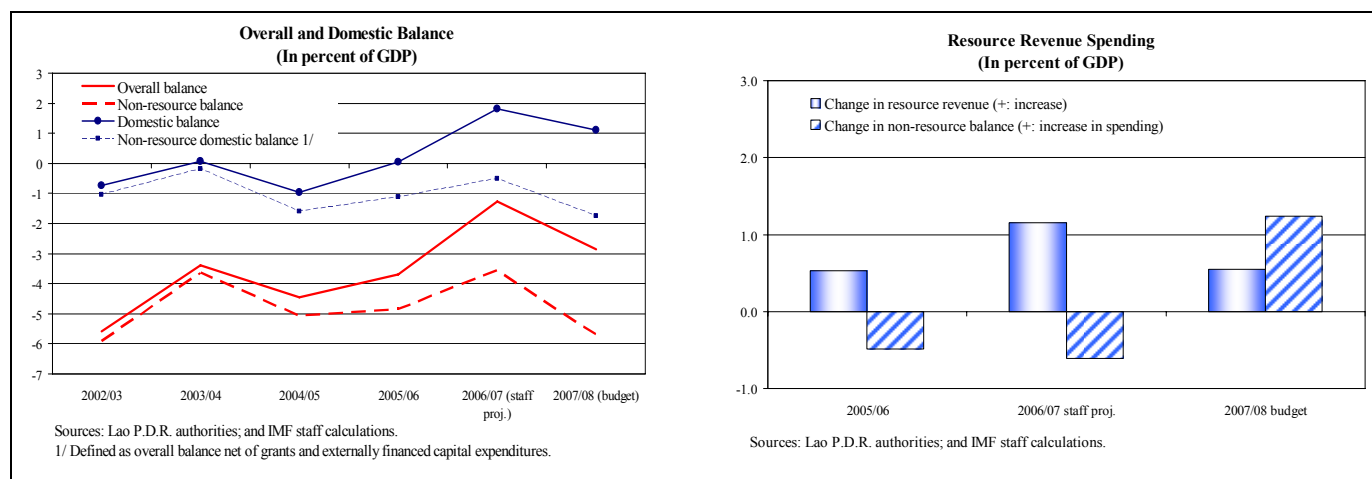 Overall and Domestic Balance
(In percent of GDP)
3
2
1
0
-1
-2
-3
-4
-5
-6
-7
Overall balance
Non-resource balance
Domestic balance
Non-resource domestic balance 1/
2002/03 2003/04 2004/05 2005/06 2006/07 (staff proj.) 2007/08 (budget)
Sources: Lao P.D.R. authorities; and IMF staff calculations.
1/ Defined as overall balance net of grants and externally financed capital expenditures.
Resource Revenue Spending
(In percent of GDP)
3.0
2.0
1.0
0.0
-1.0
Change in resource revenue (+: increase)
Change in non-resource balance (+: increase in spending)
2005/06 2006/07 staff proj. 2007/08 budget
Sources: Lao P.D.R. authorities; and IMF staff calculations.